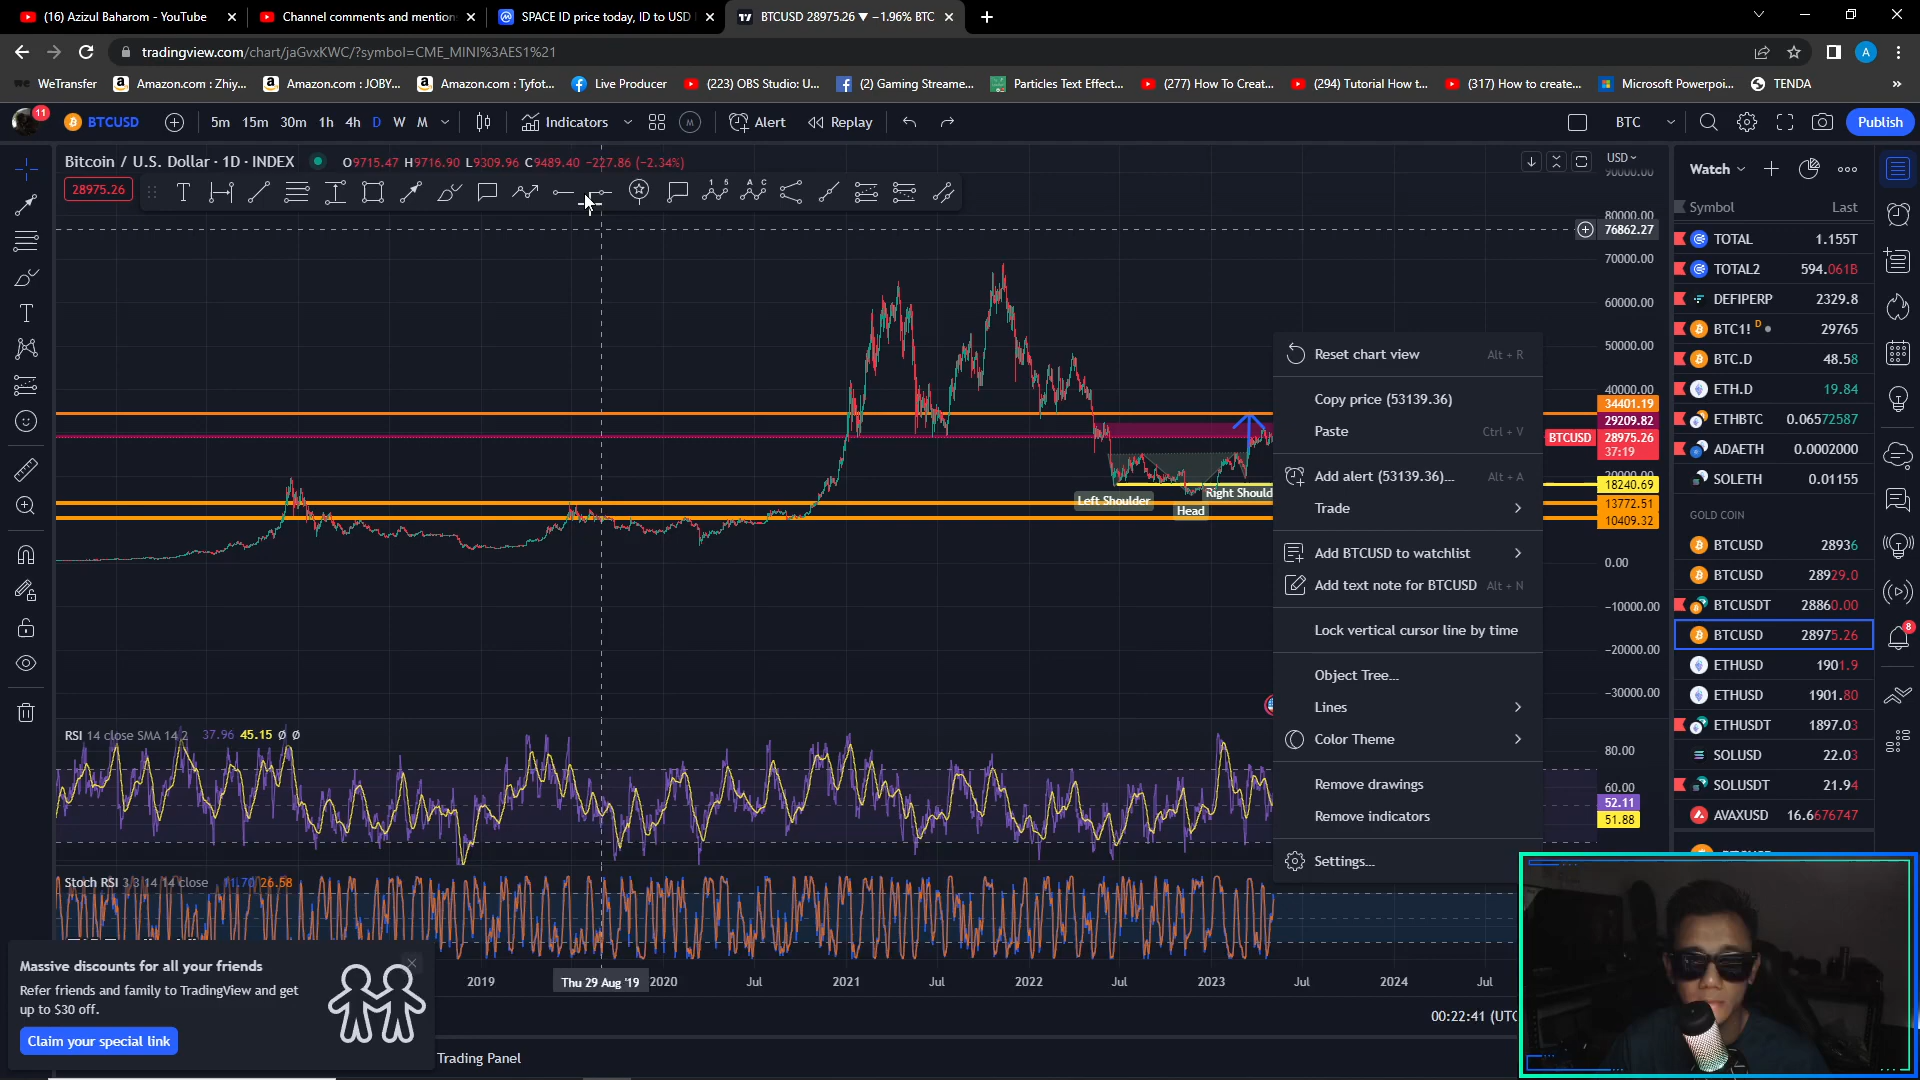 (16) Azizul Baharom - YouTube
Channel comments and mention
SPACE ID price today, ID to USD
BTCUSD 28975.26 ▼ −1.96% BTC
tradingview.com/chart/jaGvxKWC/?symbol=CME_MINI%3AES1%21
A
WeTransfer
Amazon.com : Zhiy...
Amazon.com : JOBY...
Amazon.com : Tyfot...
Live Producer
(223) OBS Studio: U...
(2) Gaming Streame...
Particles Text Effect...
(277) How To Creat...
(294) Tutorial How t...
(317) How to create...
Microsoft Powerpoi...
TENDA
11
BTCUSD
5m 15m 30m 1h 4h D W M
Indicators
M
Alert
Replay
BTC
Publish
Bitcoin / U.S. Dollar · 1D · INDEX
O9715.47 H9716.90 L9309.96 C9489.40 −227.86 (−2.34%)
28975.26
USD
80000.00
76862.27
70000.00
60000.00
50000.00
40000.00
34401.19
29209.82
BTCUSD 28975.26
37:19
20000.00
18240.69
13772.51
10409.32
0.00
−10000.00
−20000.00
−30000.00
Left Shoulder
Head
Right Should
Reset chart view Alt + R
Copy price (53139.36)
Paste Ctrl + V
Add alert (53139.36)... Alt + A
Trade
Add BTCUSD to watchlist
Add text note for BTCUSD Alt + N
Lock vertical cursor line by time
Object Tree...
Lines
Color Theme
Remove drawings
Remove indicators
Settings...
RSI 14 close SMA 14 2 37.96 45.15 Ø Ø
80.00
60.00
52.11
51.88
Stoch RSI 3 3 14 14 close 11.70 26.58
2019
Thu 29 Aug '19
2020
Jul
2021
Jul
2022
Jul
2023
Jul
2024
Jul
00:22:41 (UTC
Trading Panel
Massive discounts for all your friends
Refer friends and family to TradingView and get
up to $30 off.
Claim your special link
Watch
Symbol Last
TOTAL 1.155T
TOTAL2 594.061B
DEFIPERP 2329.8
BTC1! D 29765
BTC.D 48.58
ETH.D 19.84
ETHBTC 0.06572587
ADAETH 0.0002000
SOLETH 0.01155
GOLD COIN
BTCUSD 28936
BTCUSD 28929.0
BTCUSDT 28860.00
BTCUSD 28975.26
ETHUSD 1901.9
ETHUSD 1901.80
ETHUSDT 1897.03
SOLUSD 22.03
SOLUSDT 21.94
AVAXUSD 16.6676747
8